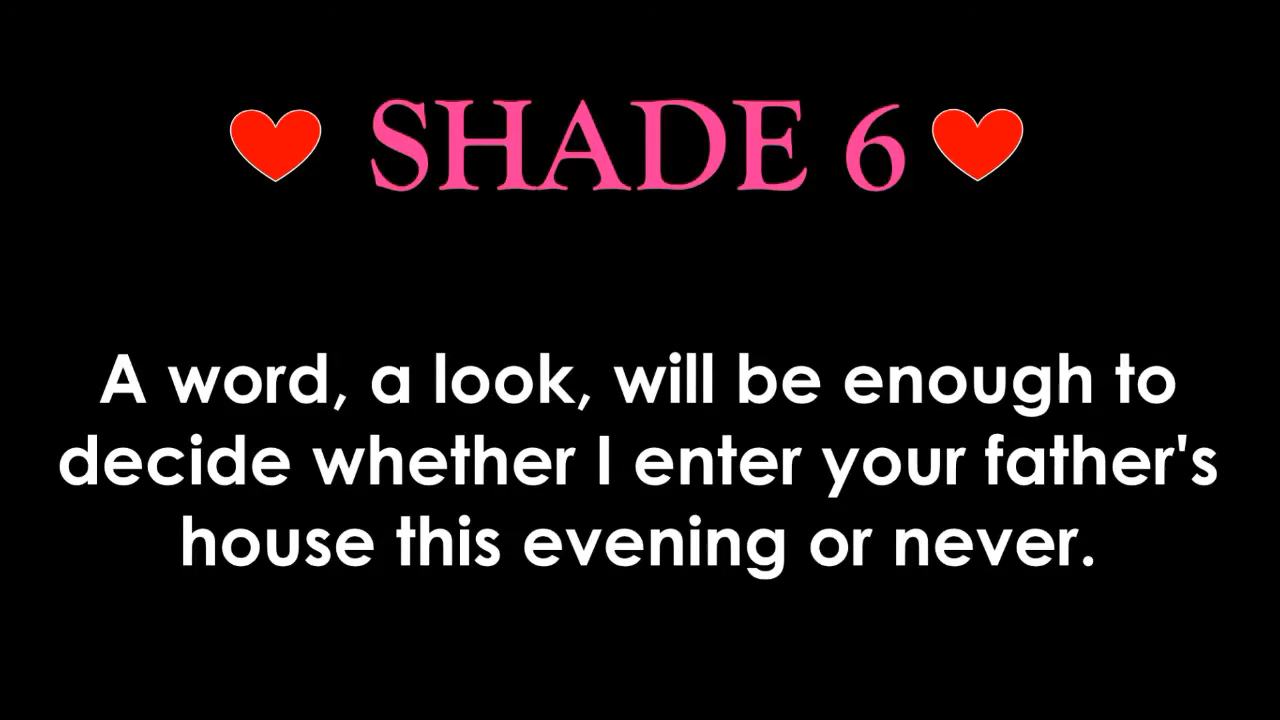 SHADE 6
A word, a look, will be enough to
decide whether I enter your father's
house this evening or never.